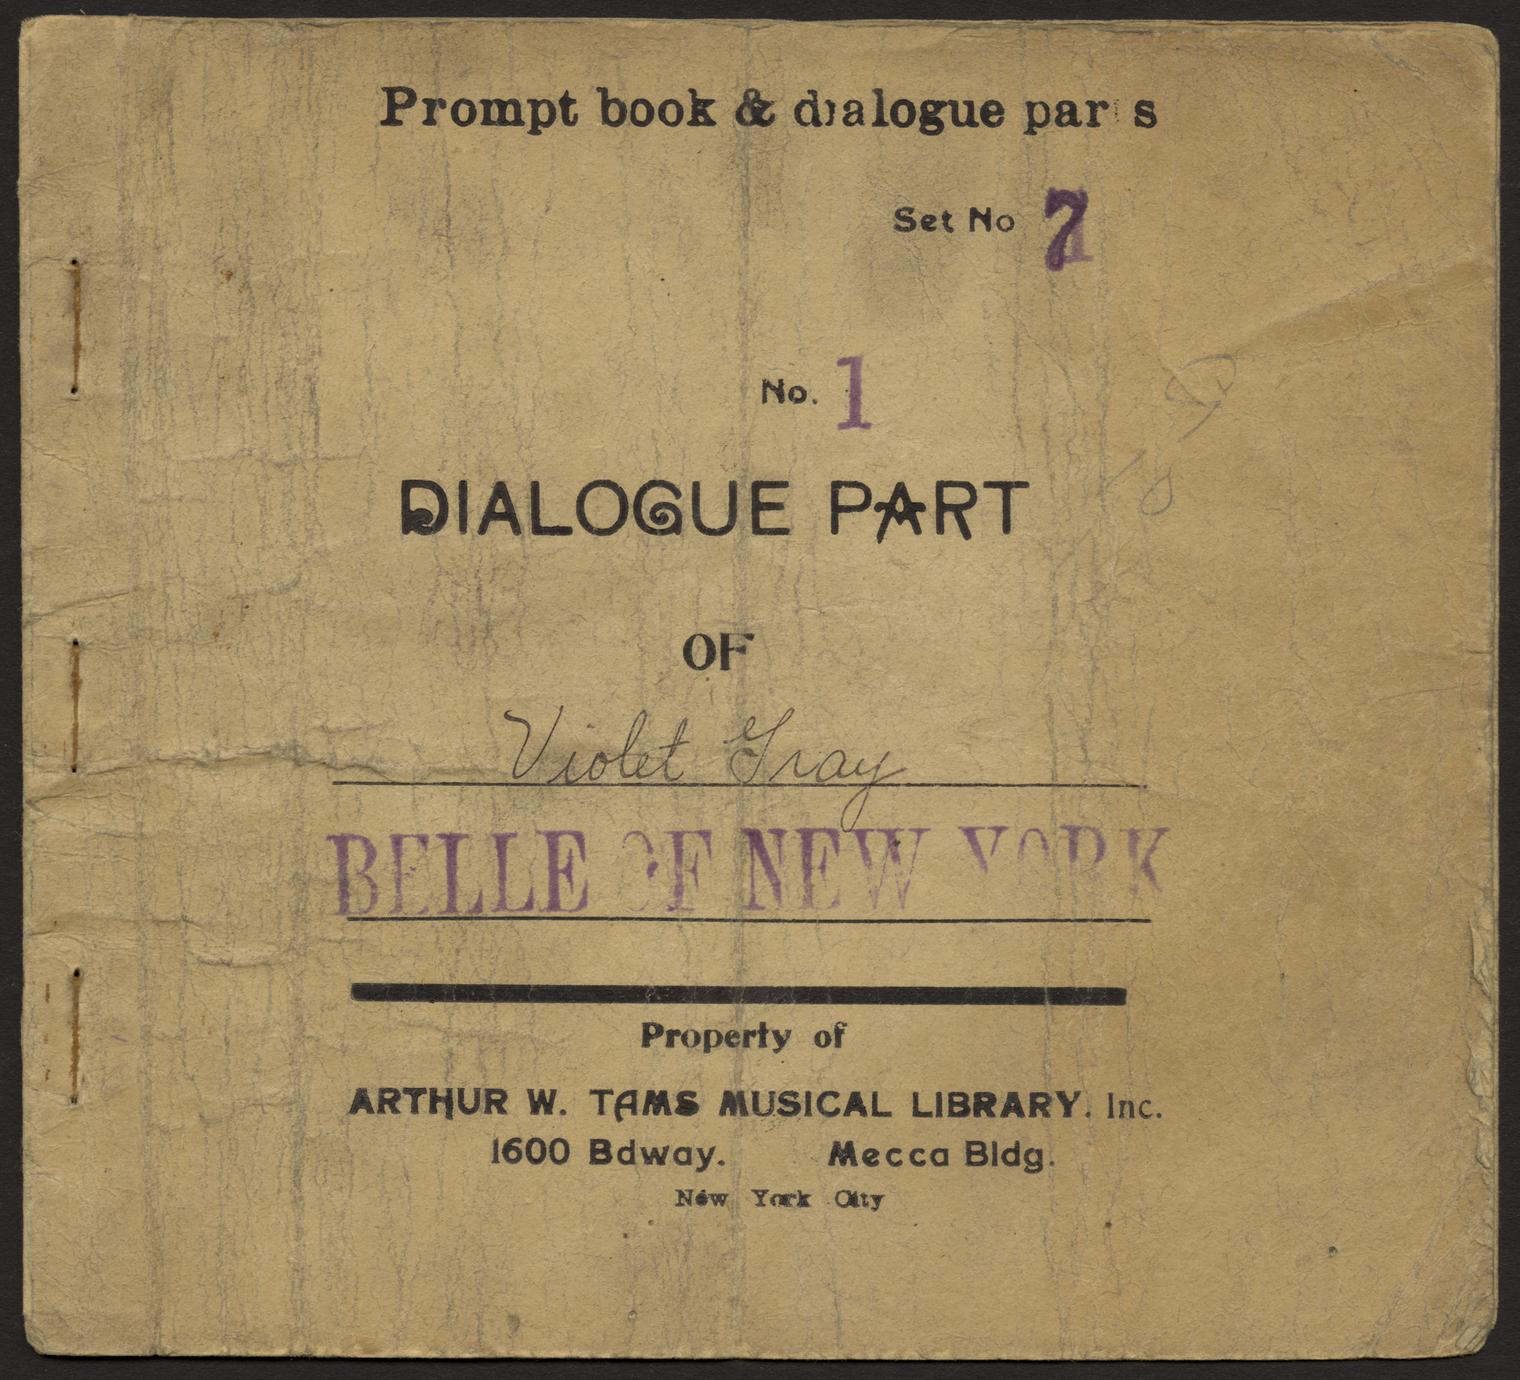 Prompt book & dialogue parts
Set No
No. 1
DIALOGUE PART
OF
Violet Gray
BELLE OF NEW YORK
Property of
ARTHUR W. TAMS MUSICAL LIBRARY. Inc.
1600 Bdway. Mecca Bldg.
New York City